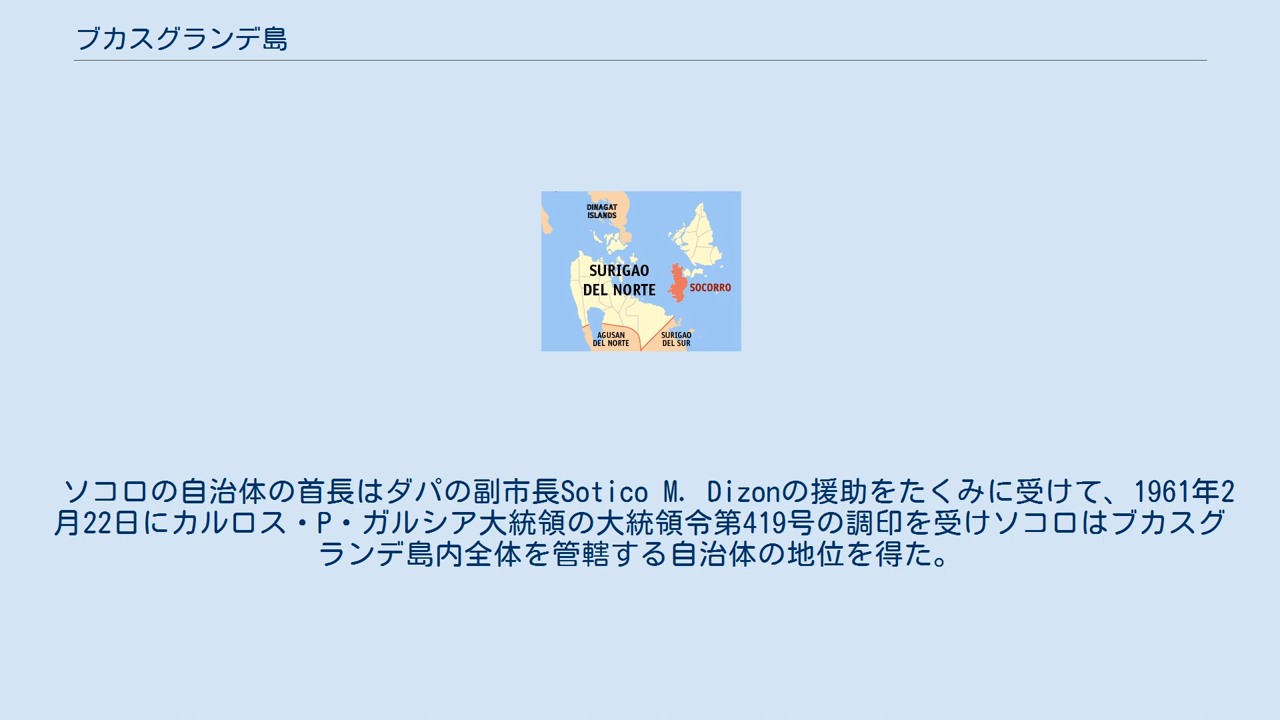 ブカスグランデ島
DINAGAT
ISLANDS
SURIGAO
DEL NORTE
SOCORRO
AGUSAN
DEL NORTE
SURIGAO
DEL SUR
ソコロの自治体の首長はダパの副市長Sotico M. Dizonの援助をたくみに受けて、1961年2
月22日にカルロス・P・ガルシア大統領の大統領令第419号の調印を受けソコロはブカスグ
ランデ島内全体を管轄する自治体の地位を得た。